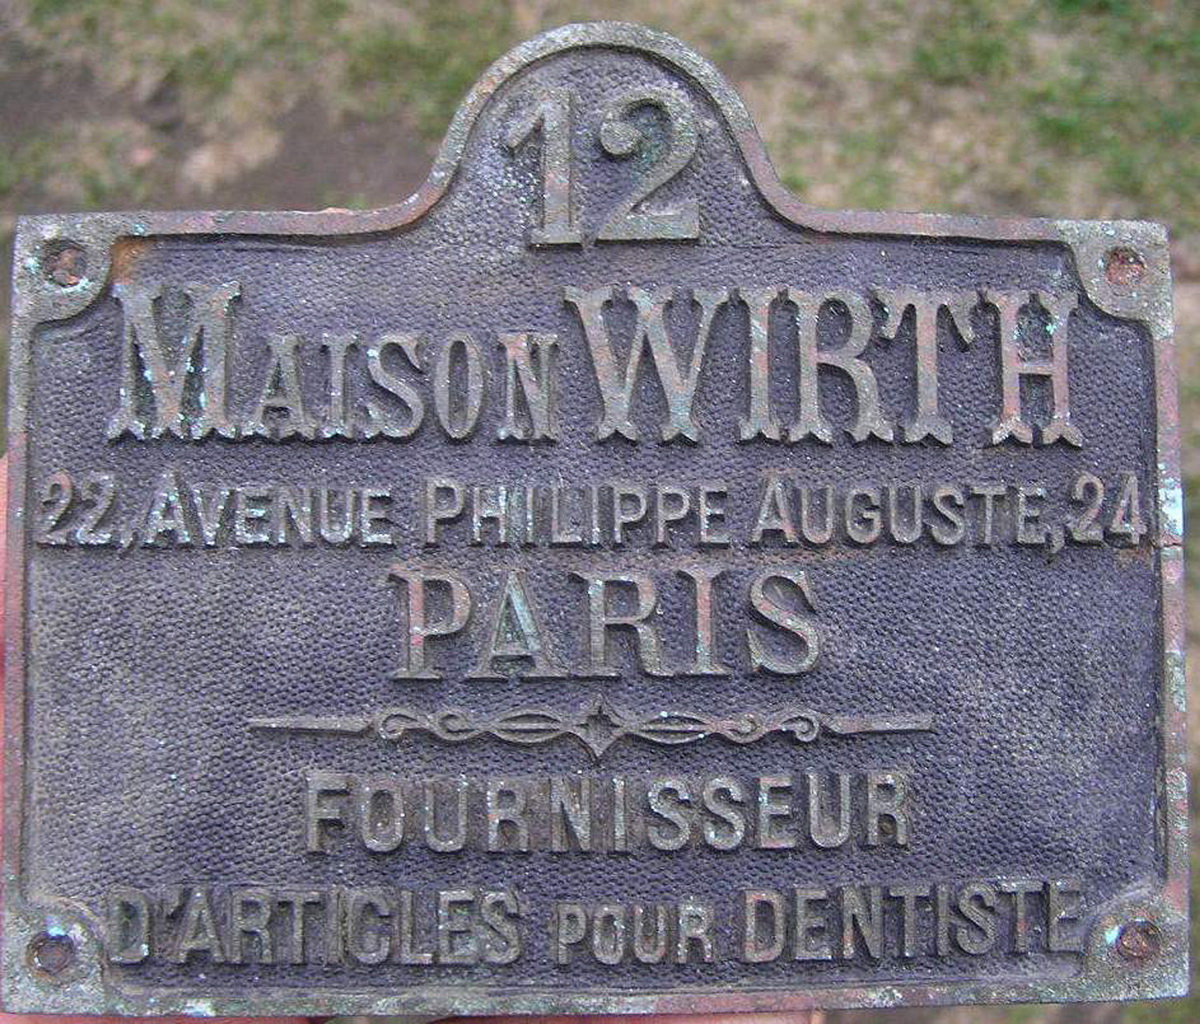 12
MAISON WIRTH
22, AVENUE PHILIPPE AUGUSTE, 24
PARIS
FOURNISSEUR
D'ARTICLES POUR DENTISTE